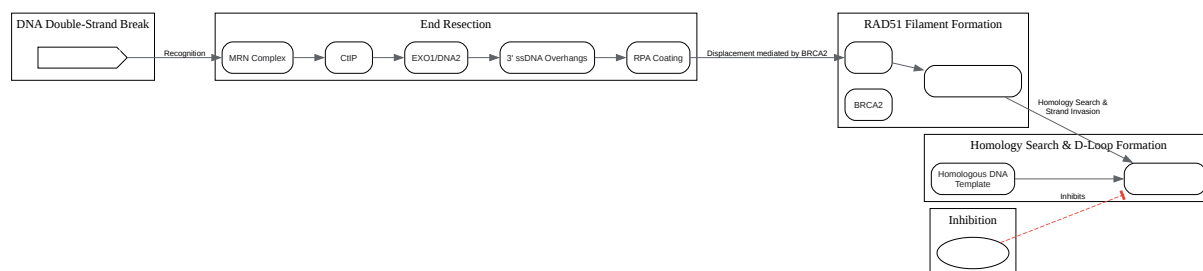 DNA Double-Strand Break
End Resection
RAD51 Filament Formation
Recognition
MRN Complex
CtIP
EXO1/DNA2
3' ssDNA Overhangs
RPA Coating
Displacement mediated by BRCA2
BRCA2
Homology Search &
Strand Invasion
Homology Search & D-Loop Formation
Homologous DNA
Template
Inhibits
Inhibition